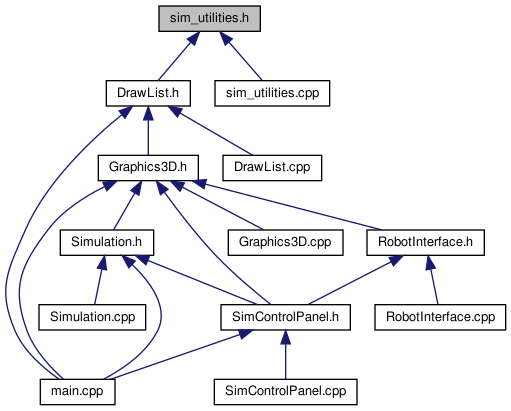 sim_utilities.h
DrawList.h
sim_utilities.cpp
Graphics3D.h
DrawList.cpp
Simulation.h
Graphics3D.cpp
RobotInterface.h
Simulation.cpp
SimControlPanel.h
RobotInterface.cpp
main.cpp
SimControlPanel.cpp